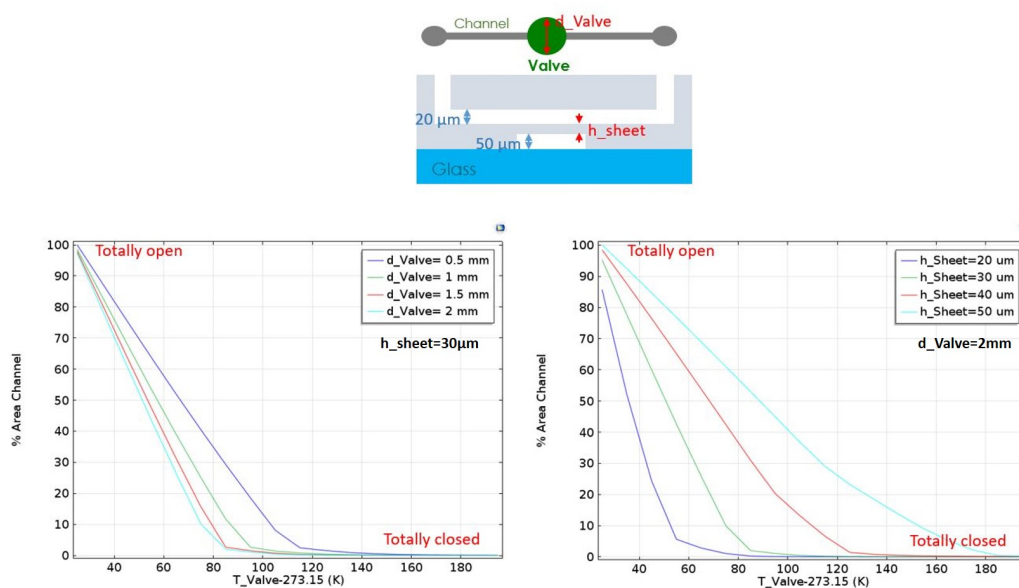 Channel
d_Valve
Valve
20 µm
h_sheet
50 µm
Glass
Totally open
d_Valve= 0.5 mm
d_Valve= 1 mm
d_Valve= 1.5 mm
d_Valve= 2 mm
h_sheet=30µm
Totally closed
% Area Channel
100
90
80
70
60
50
40
30
20
10
0
40 60 80 100 120 140 160 180
T_Valve-273.15 (K)
Totally open
h_Sheet=20 um
h_Sheet=30 um
h_Sheet=40 um
h_Sheet=50 um
d_Valve=2mm
Totally closed
% Area Channel
100
90
80
70
60
50
40
30
20
10
0
40 60 80 100 120 140 160 180
T_Valve-273.15 (K)